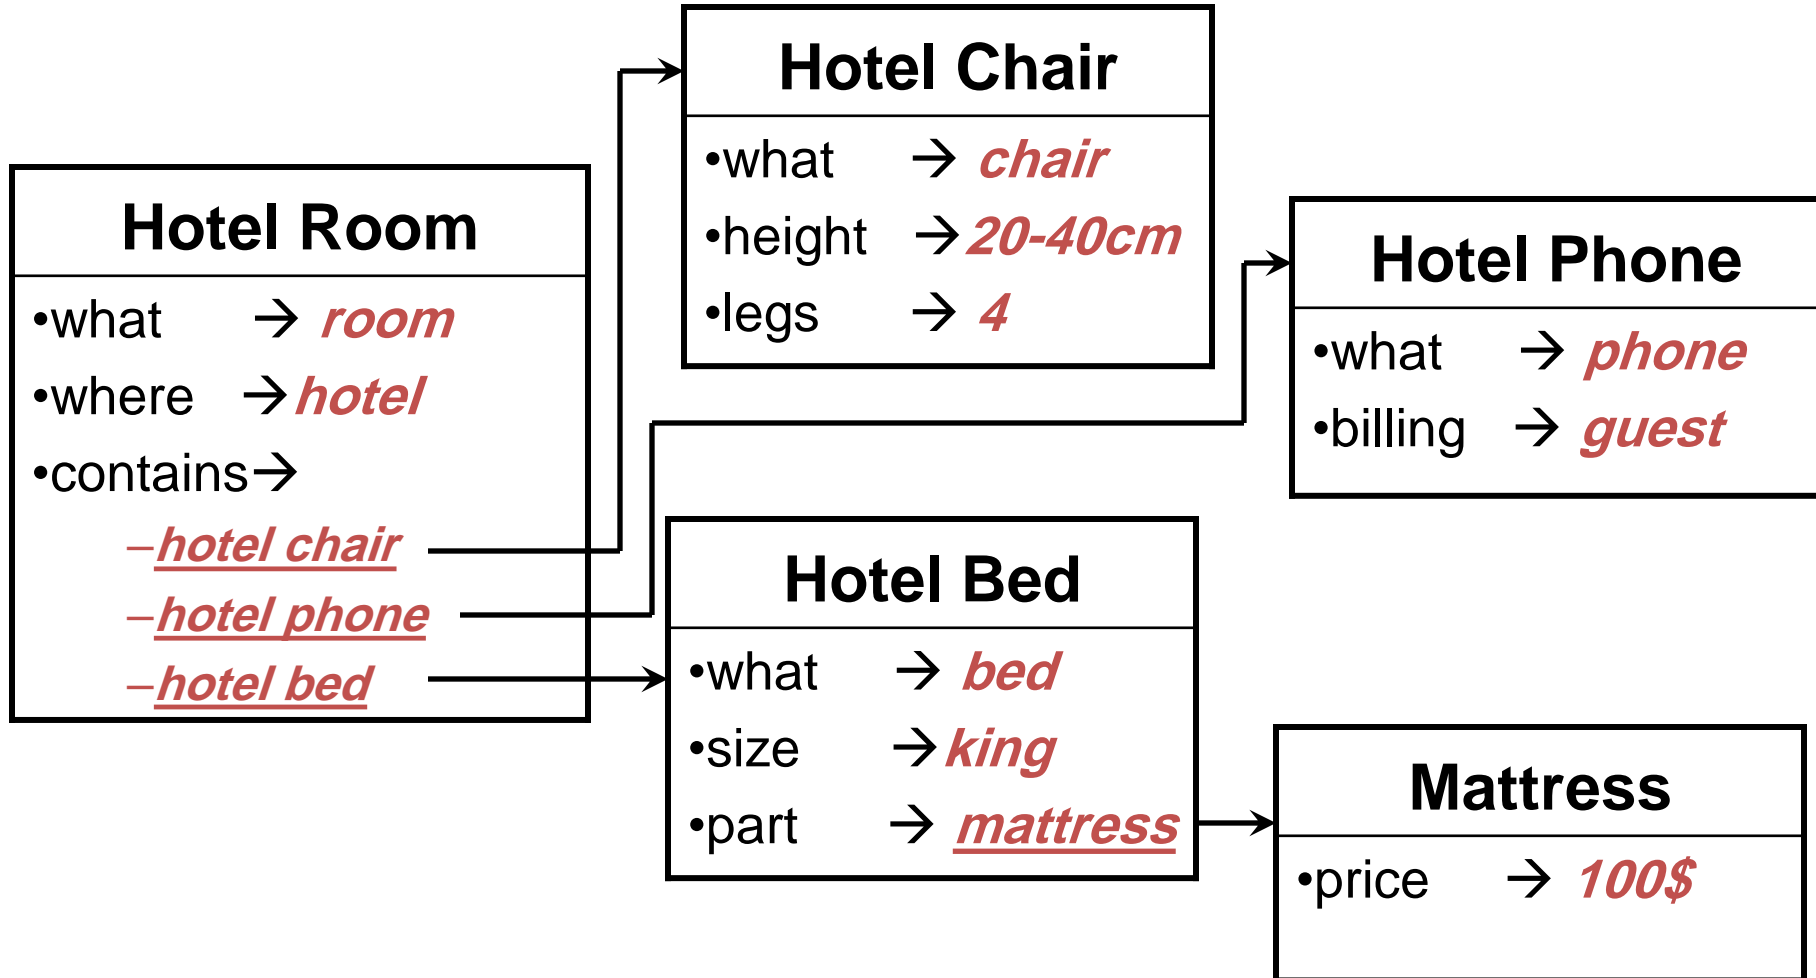 Hotel Room
•what → room
•where → hotel
•contains→
–hotel chair
–hotel phone
–hotel bed
Hotel Chair
•what → chair
•height → 20-40cm
•legs → 4
Hotel Phone
•what → phone
•billing → guest
Hotel Bed
•what → bed
•size → king
•part → mattress
Mattress
•price → 100$